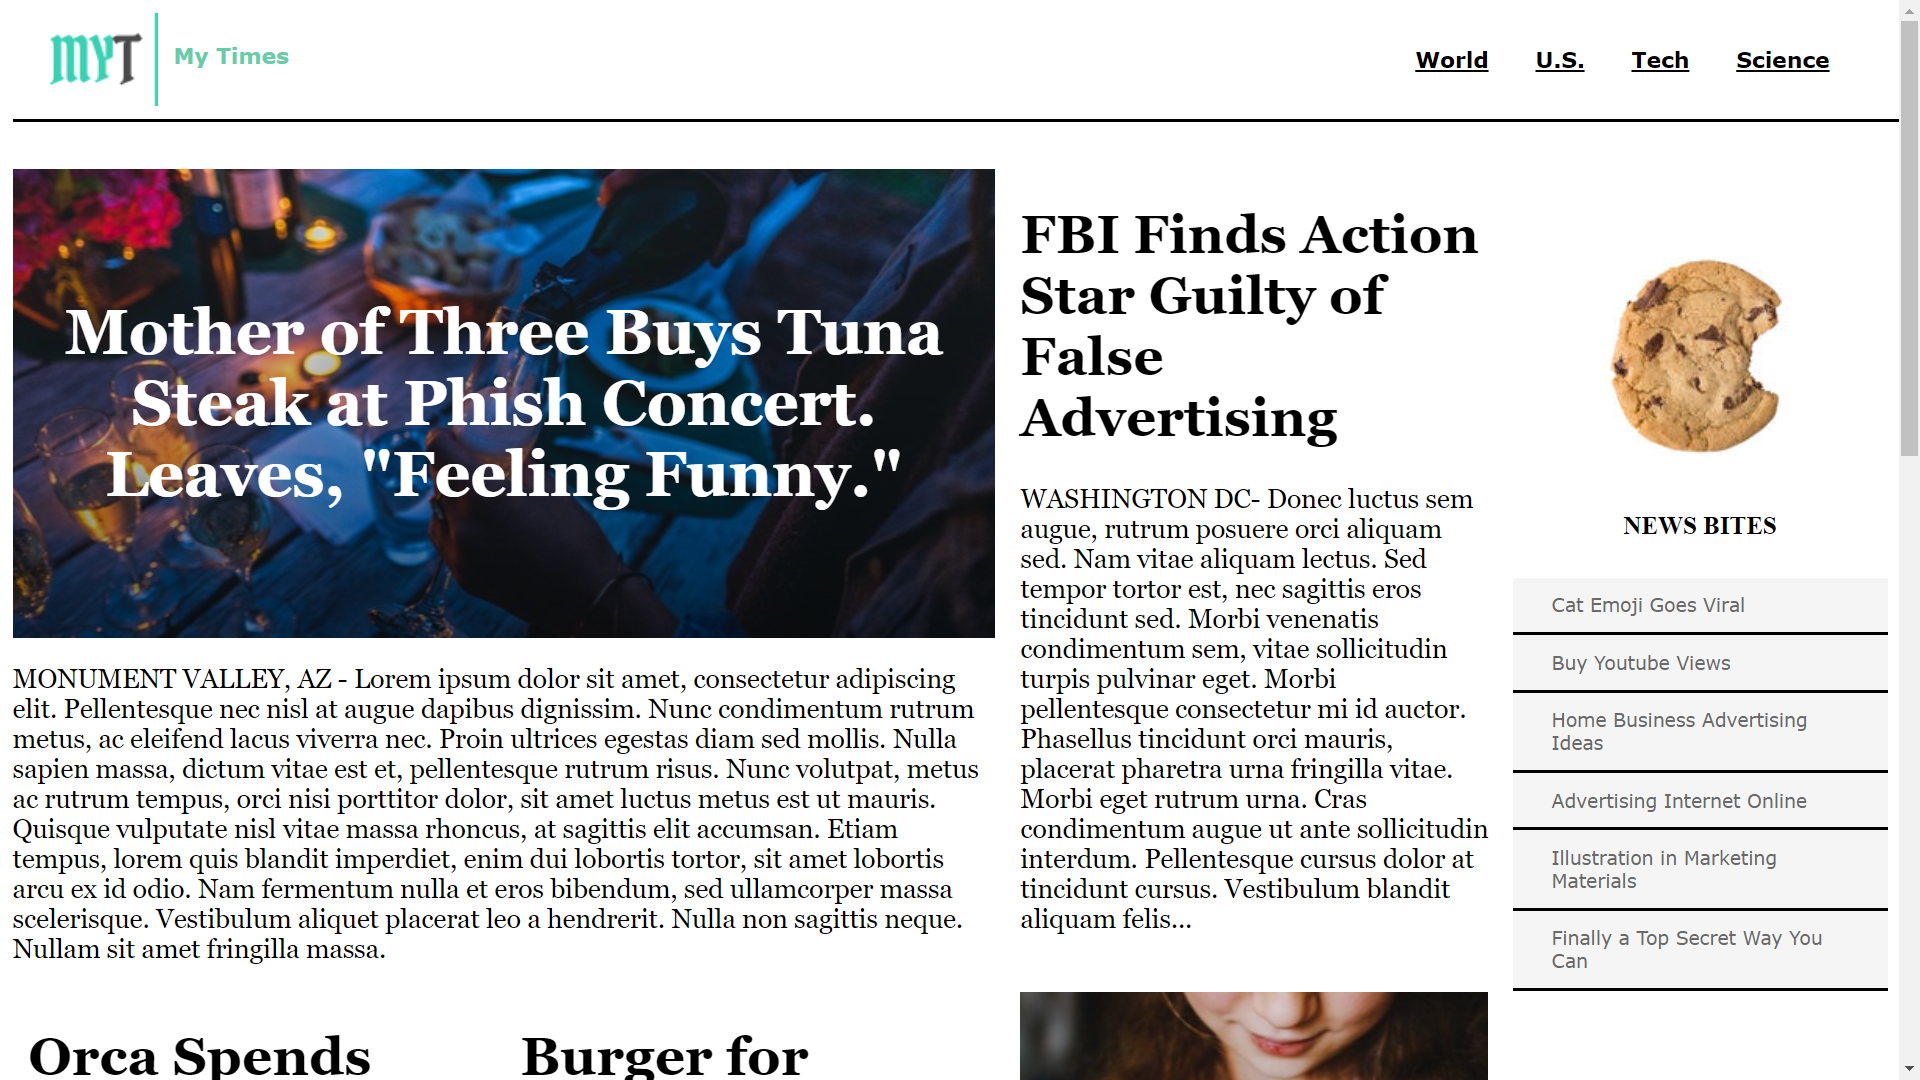 MYT
My Times
World
U.S.
Tech
Science
Mother of Three Buys Tuna
Steak at Phish Concert.
Leaves, "Feeling Funny."
MONUMENT VALLEY, AZ - Lorem ipsum dolor sit amet, consectetur adipiscing
elit. Pellentesque nec nisl at augue dapibus dignissim. Nunc condimentum rutrum
metus, ac eleifend lacus viverra nec. Proin ultrices egestas diam sed mollis. Nulla
sapien massa, dictum vitae est et, pellentesque rutrum risus. Nunc volutpat, metus
ac rutrum tempus, orci nisi porttitor dolor, sit amet luctus metus est ut mauris.
Quisque vulputate nisl vitae massa rhoncus, at sagittis elit accumsan. Etiam
tempus, lorem quis blandit imperdiet, enim dui lobortis tortor, sit amet lobortis
arcu ex id odio. Nam fermentum nulla et eros bibendum, sed ullamcorper massa
scelerisque. Vestibulum aliquet placerat leo a hendrerit. Nulla non sagittis neque.
Nullam sit amet fringilla massa.
Orca Spends
Burger for
FBI Finds Action
Star Guilty of
False
Advertising
WASHINGTON DC- Donec luctus sem
augue, rutrum posuere orci aliquam
sed. Nam vitae aliquam lectus. Sed
tempor tortor est, nec sagittis eros
tincidunt sed. Morbi venenatis
condimentum sem, vitae sollicitudin
turpis pulvinar eget. Morbi
pellentesque consectetur mi id auctor.
Phasellus tincidunt orci mauris,
placerat pharetra urna fringilla vitae.
Morbi eget rutrum urna. Cras
condimentum augue ut ante sollicitudin
interdum. Pellentesque cursus dolor at
tincidunt cursus. Vestibulum blandit
aliquam felis...
NEWS BITES
Cat Emoji Goes Viral
Buy Youtube Views
Home Business Advertising
Ideas
Advertising Internet Online
Illustration in Marketing
Materials
Finally a Top Secret Way You
Can